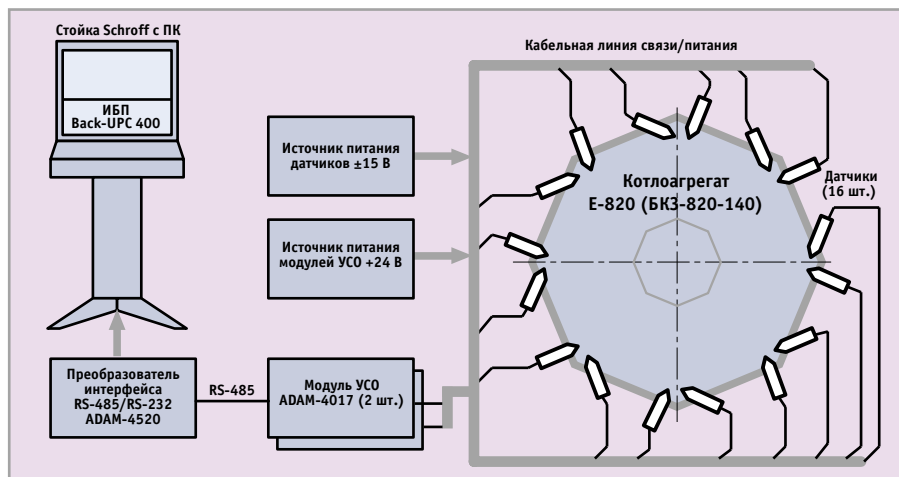 Стойка Schroff с ПК
ИБП
Back-UPC 400
Кабельная линия связи/питания
Источник питания
датчиков ±15 В
Источник питания
модулей УСО +24 В
Котлоагрегат
Е-820 (БКЗ-820-140)
Датчики
(16 шт.)
Преобразователь
интерфейса
RS-485/RS-232
ADAM-4520
RS-485
Модуль УСО
ADAM-4017 (2 шт.)